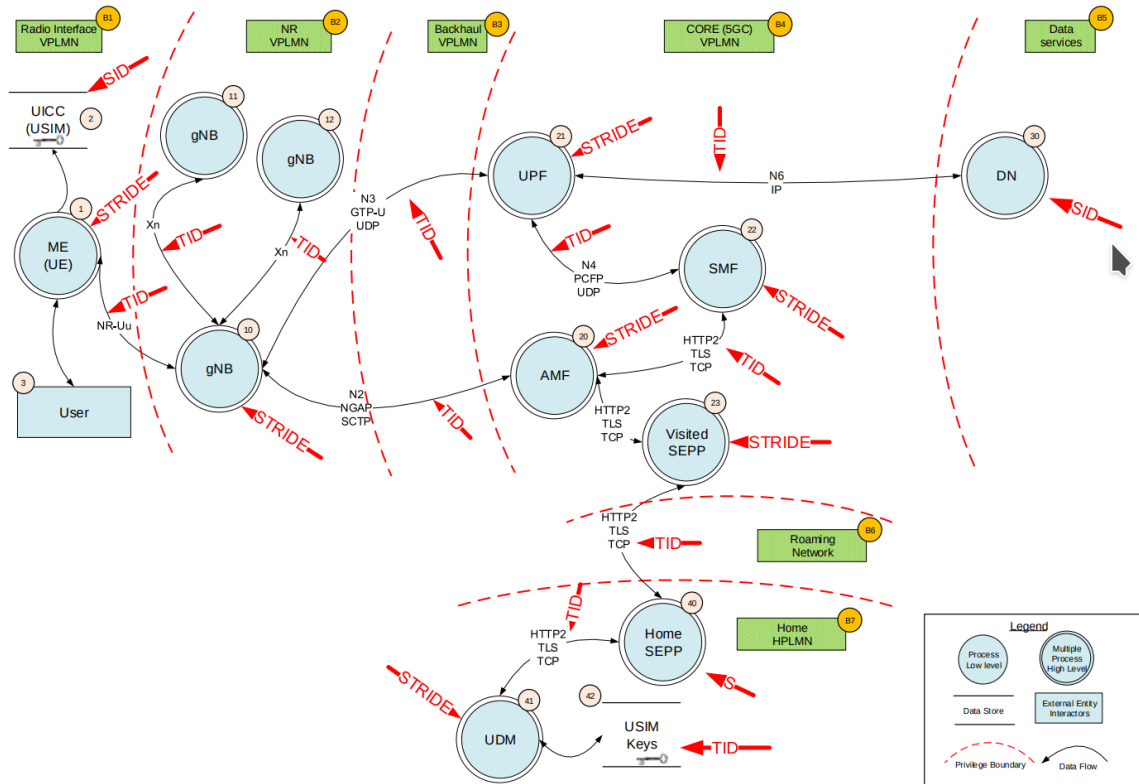 Radio Interface
VPLMN
B1
NR
VPLMN
B2
Backhaul
VPLMN
B3
CORE (5GC)
VPLMN
B4
Data
services
B5
SID
UICC
(USIM)
2
11
gNB
12
gNB
21
UPF
STRIDE
TID
30
DN
N6
IP
SID
STRIDE
1
ME
(UE)
Xn
TID
Xn
TID
N3
GTP-U
UDP
TID
TID
N4
PCFP
UDP
22
SMF
STRIDE
TID
NR-Uu
10
gNB
STRIDE
3
User
N2
NGAP
SCTP
TID
20
AMF
STRIDE
HTTP2
TLS
TCP
TID
HTTP2
TLS
TCP
23
Visited
SEPP
STRIDE
HTTP2
TLS
TCP
TID
Roaming
Network
B6
TID
HTTP2
TLS
TCP
40
Home
SEPP
S
Home
HPLMN
B7
STRIDE
41
UDM
42
USIM
Keys
TID
Legend
Process
Low level
Multiple
Process
High Level
Data Store
External Entity
Interactors
Privilege Boundary
Data Flow